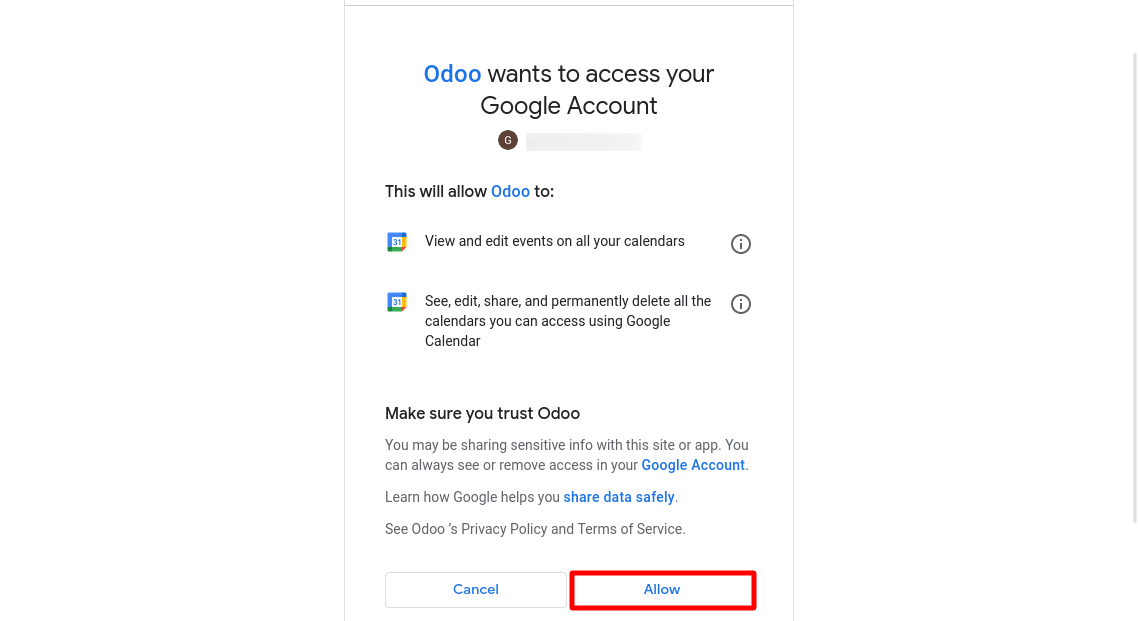 Odoo wants to access your
Google Account
G
This will allow Odoo to:
31 View and edit events on all your calendars
31 See, edit, share, and permanently delete all the
calendars you can access using Google
Calendar
Make sure you trust Odoo
You may be sharing sensitive info with this site or app. You
can always see or remove access in your Google Account.
Learn how Google helps you share data safely.
See Odoo 's Privacy Policy and Terms of Service.
Cancel Allow